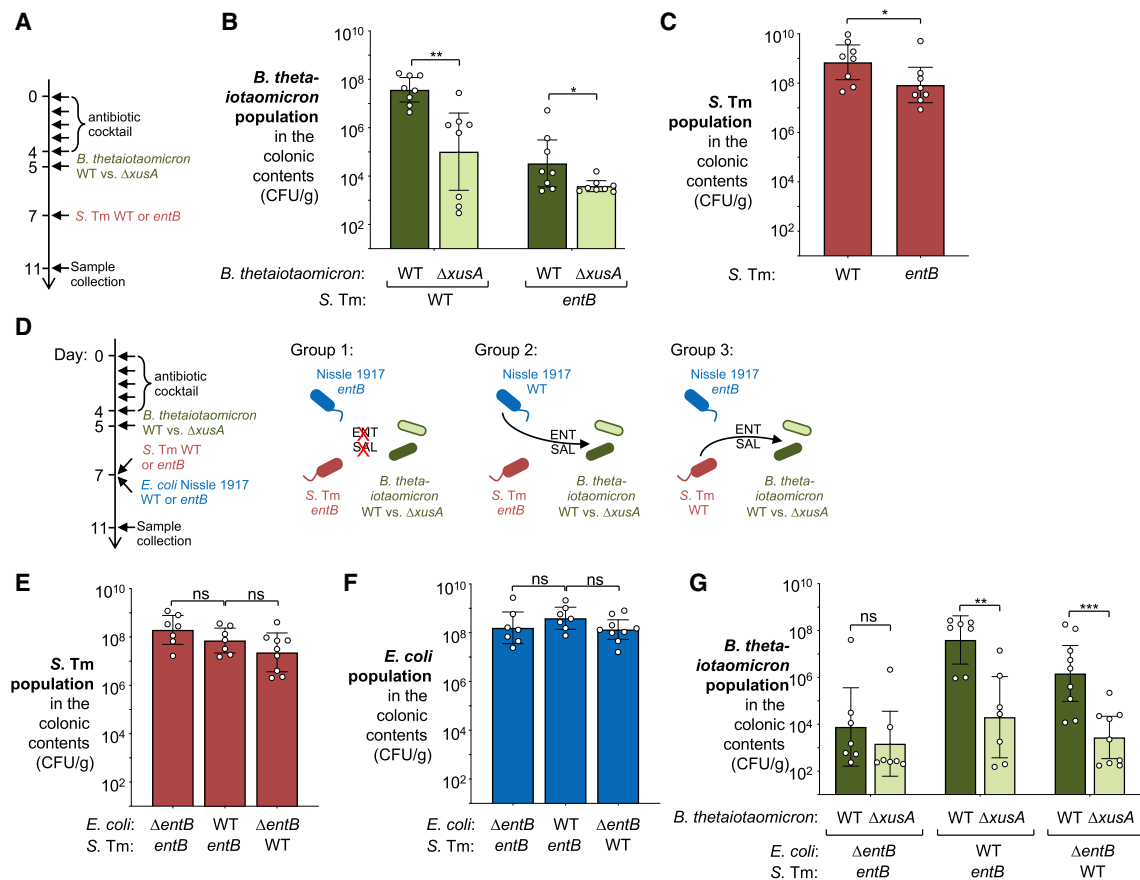 A
0
4
5
7
11
antibiotic
cocktail
B. thetaiotaomicron
WT vs. ΔxusA
S. Tm WT or entB
Sample
collection
B
B. theta-
iotaomicron
population
in the
colonic
contents
(CFU/g)
10^10
10^8
10^6
10^4
10^2
**
*
B. thetaiotaomicron: WT ΔxusA WT ΔxusA
S. Tm: WT entB
C
S. Tm
population
in the
colonic
contents
(CFU/g)
10^10
10^8
10^6
10^4
10^2
*
S. Tm: WT entB
D
Day: 0
4
5
7
11
antibiotic
cocktail
B. thetaiotaomicron
WT vs. ΔxusA
S. Tm WT
or entB
E. coli Nissle 1917
WT or entB
Sample
collection
Group 1:
Nissle 1917
entB
ENT
SAL
S. Tm
entB
B. theta-
iotaomicron
WT vs. ΔxusA
Group 2:
Nissle 1917
WT
ENT
SAL
S. Tm
entB
B. theta-
iotaomicron
WT vs. ΔxusA
Group 3:
Nissle 1917
entB
ENT
SAL
S. Tm
WT
B. theta-
iotaomicron
WT vs. ΔxusA
E
S. Tm
population
in the
colonic
contents
(CFU/g)
10^10
10^8
10^6
10^4
10^2
ns ns
E. coli: ΔentB WT ΔentB
S. Tm: entB entB WT
F
E. coli
population
in the
colonic
contents
(CFU/g)
10^10
10^8
10^6
10^4
10^2
ns ns
E. coli: ΔentB WT ΔentB
S. Tm: entB entB WT
G
B. theta-
iotaomicron
population
in the
colonic
contents
(CFU/g)
10^10
10^8
10^6
10^4
10^2
ns ** ***
B. thetaiotaomicron: WT ΔxusA WT ΔxusA WT ΔxusA
E. coli: ΔentB WT ΔentB
S. Tm: entB entB WT